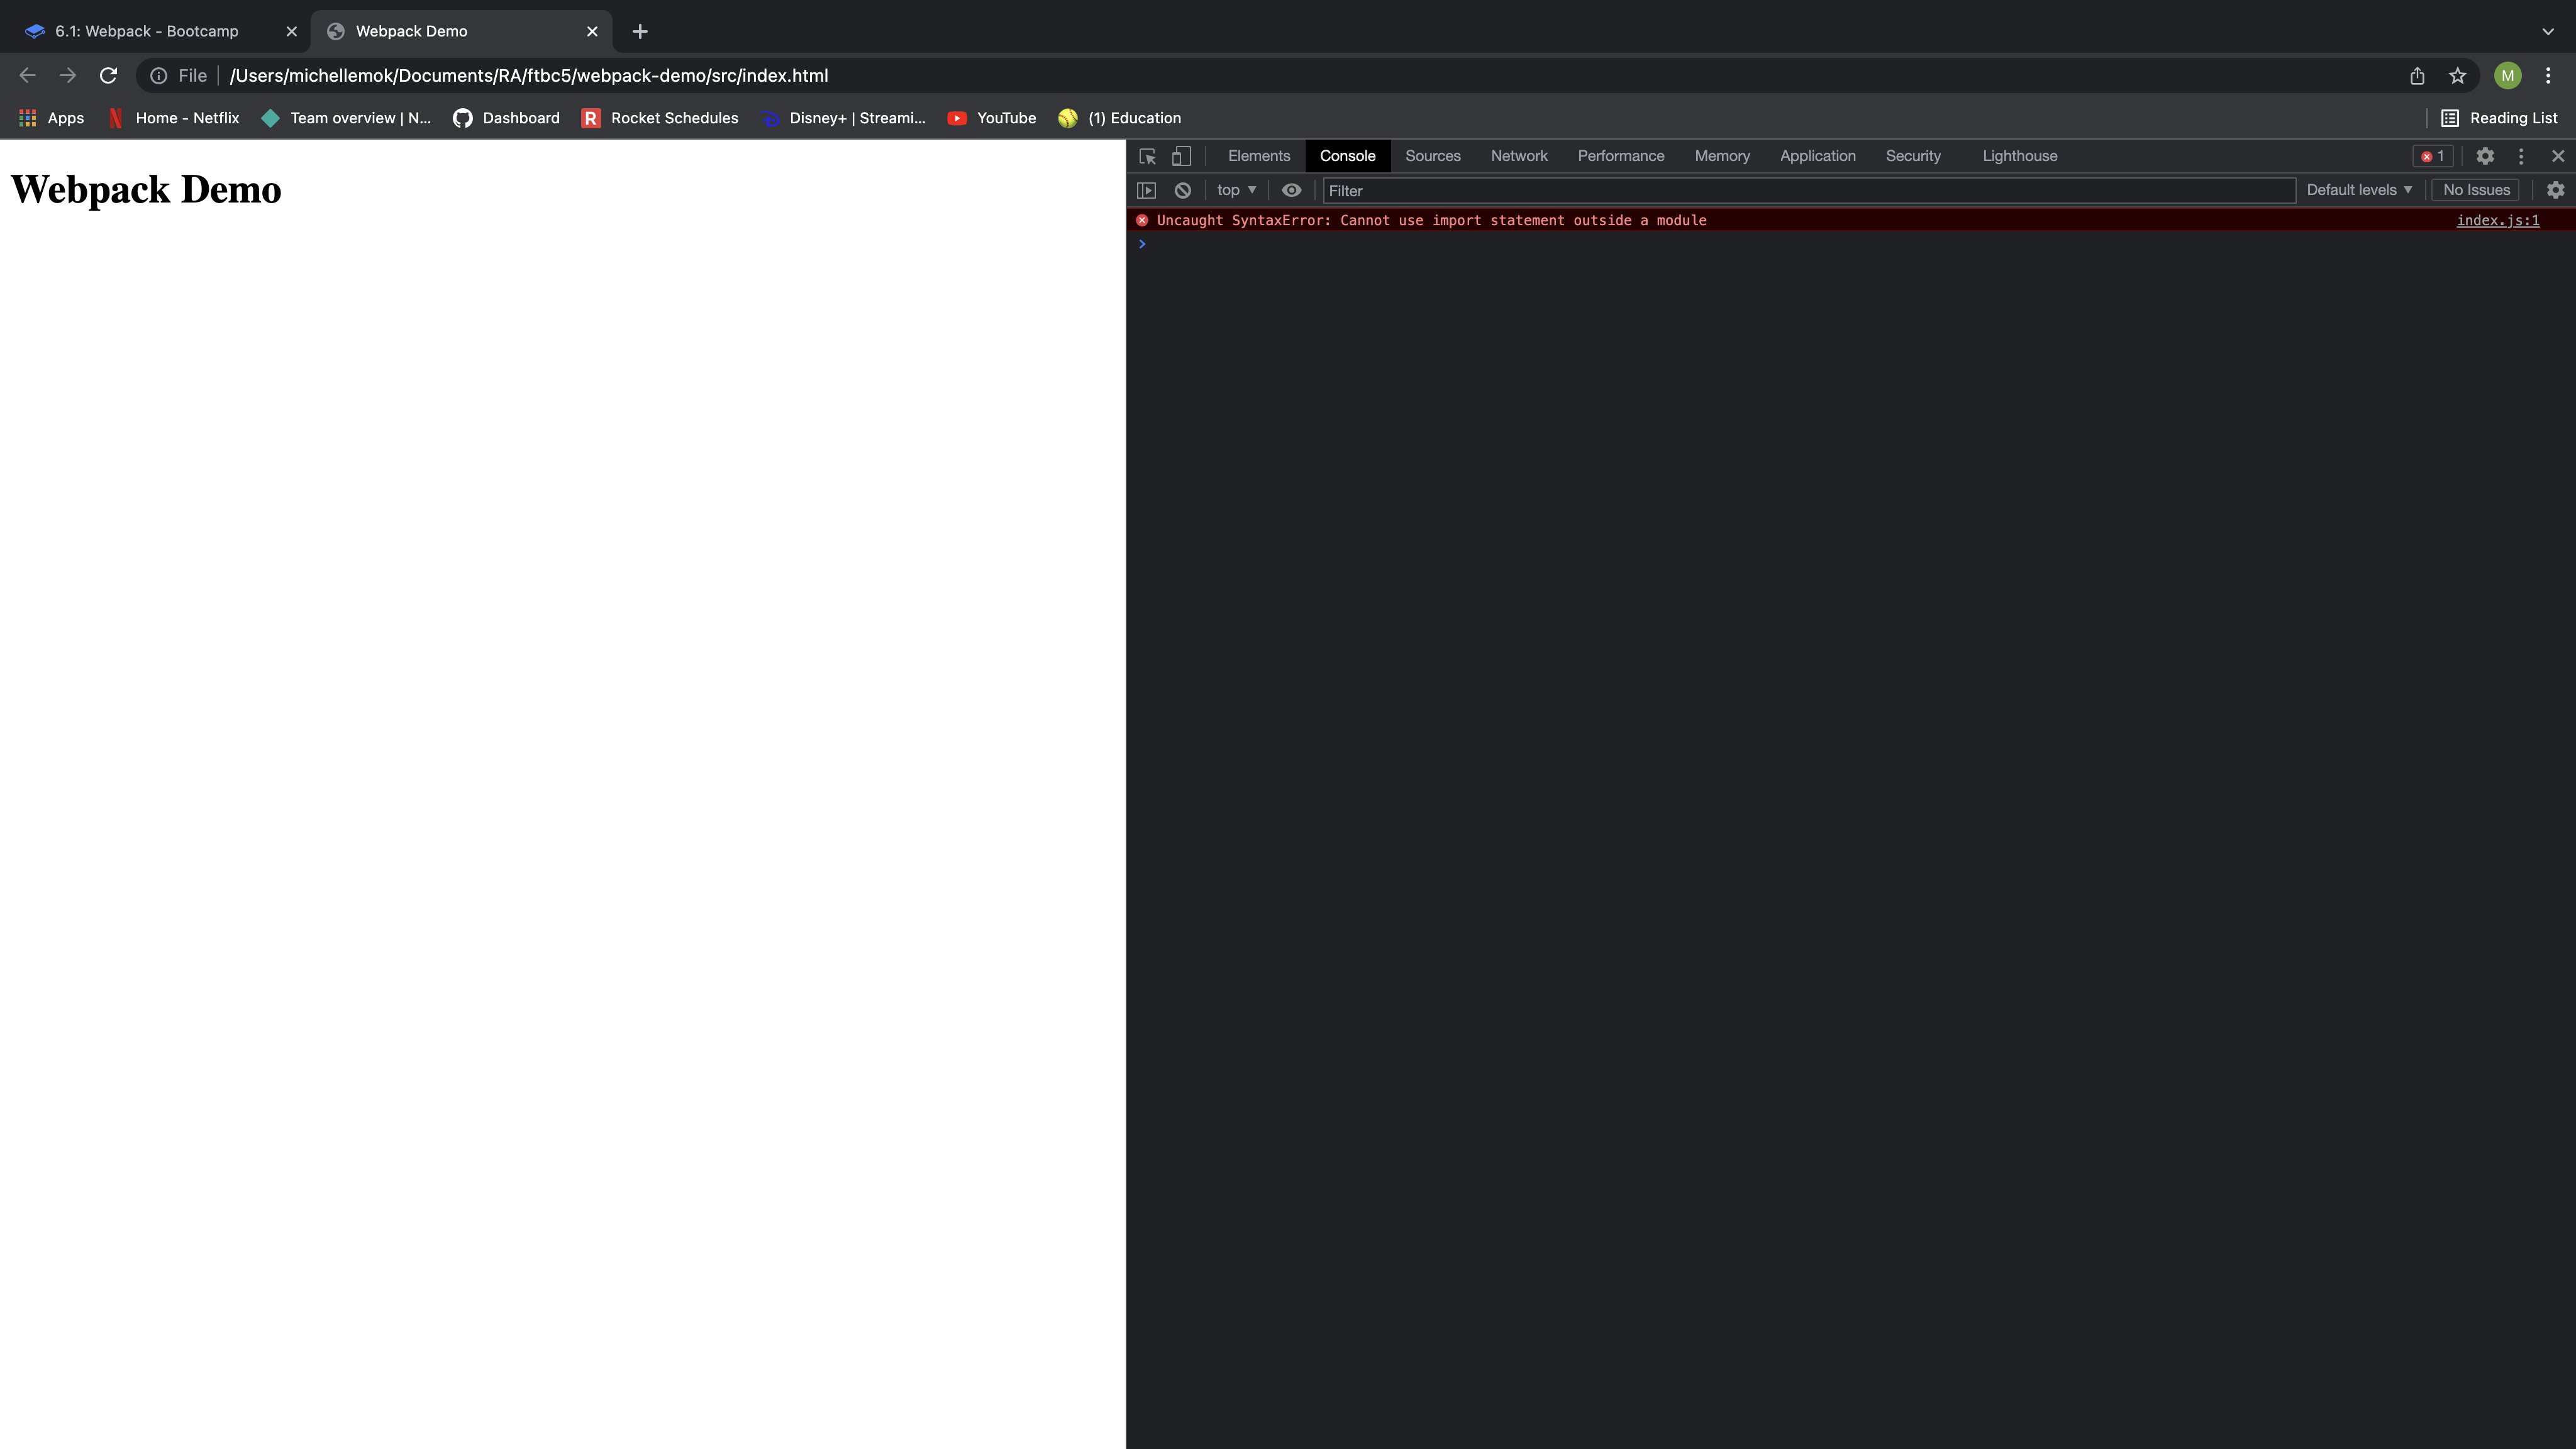 6.1: Webpack - Bootcamp
Webpack Demo
File
/Users/michellemok/Documents/RA/ftbc5/webpack-demo/src/index.html
M
Apps
Home - Netflix
Team overview | N...
Dashboard
R
Rocket Schedules
Disney+ | Streami...
YouTube
(1) Education
Reading List
Webpack Demo
Elements
Console
Sources
Network
Performance
Memory
Application
Security
Lighthouse
1
top
Filter
Default levels
No Issues
Uncaught SyntaxError: Cannot use import statement outside a module
index.js:1